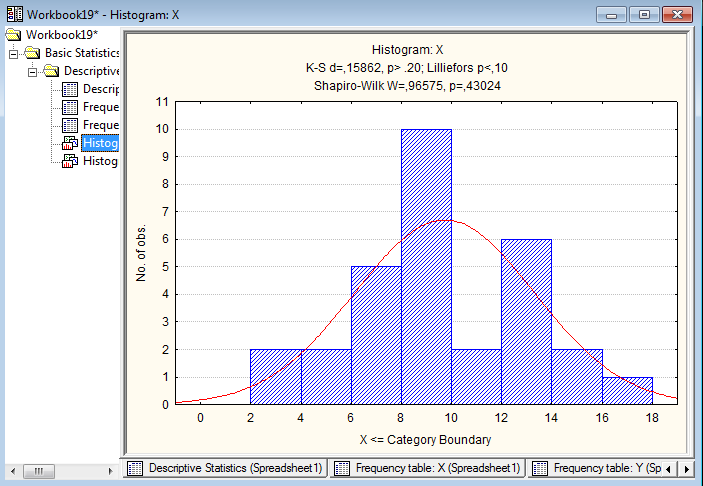 Workbook19* - Histogram: X
Workbook19*
Basic Statistics
Descriptive
Descrip
Freque
Freque
Histog
Histog
Histogram: X
K-S d=,15862, p> .20; Lilliefors p<,10
Shapiro-Wilk W=,96575, p=,43024
11
10
9
8
7
6
5
4
3
2
1
0
No. of obs.
0 2 4 6 8 10 12 14 16 18
X <= Category Boundary
Descriptive Statistics (Spreadsheet1) Frequency table: X (Spreadsheet1) Frequency table: Y (Sp